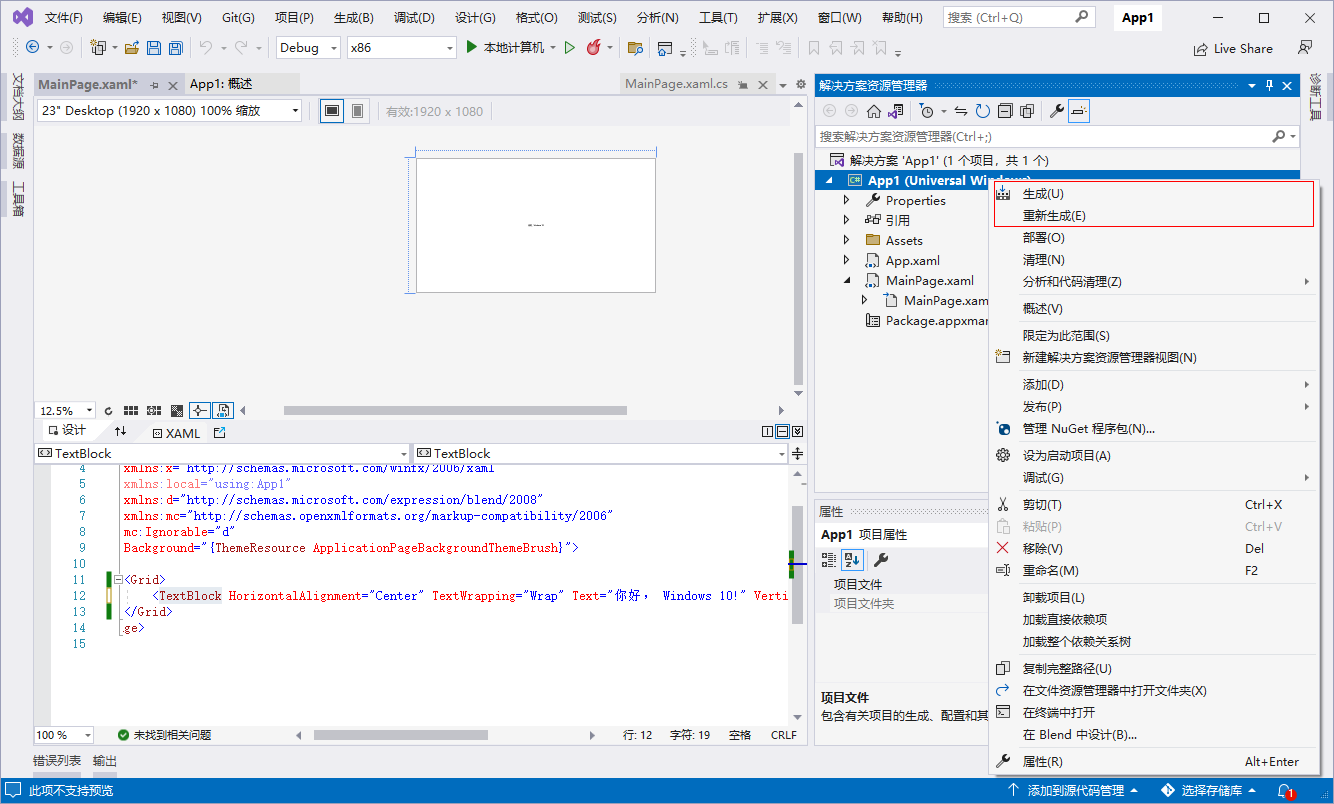 文件(F) 编辑(E) 视图(V) Git(G) 项目(P) 生成(B) 调试(D) 设计(G) 格式(O) 测试(S) 分析(N) 工具(T) 扩展(X) 窗口(W) 帮助(H) 搜索 (Ctrl+Q) App1
Debug x86 本地计算机 Live Share
文档大纲
数据源
工具箱
MainPage.xaml* App1: 概述 MainPage.xaml.cs
23" Desktop (1920 x 1080) 100% 缩放 有效:1920 x 1080
12.5%
设计 XAML
TextBlock TextBlock
4 xmlns:x="http://schemas.microsoft.com/winfx/2006/xaml
5 xmlns:local="using:App1"
6 xmlns:d="http://schemas.microsoft.com/expression/blend/2008"
7 xmlns:mc="http://schemas.openxmlformats.org/markup-compatibility/2006"
8 mc:Ignorable="d"
9 Background="{ThemeResource ApplicationPageBackgroundThemeBrush}">
10
11 <Grid>
12 <TextBlock HorizontalAlignment="Center" TextWrapping="Wrap" Text="你好， Windows 10!" Verti
13 </Grid>
14 ge>
15
100 % 未找到相关问题 行: 12 字符: 19 空格 CRLF
错误列表 输出
解决方案资源管理器
搜索解决方案资源管理器(Ctrl+;)
解决方案 'App1' (1 个项目，共 1 个)
App1 (Universal Windows)
Properties
引用
Assets
App.xaml
MainPage.xaml
MainPage.xam
Package.appxmar
属性
App1 项目属性
项目文件
项目文件夹
项目文件
包含有关项目的生成、配置和其
诊断工具
生成(U)
重新生成(E)
部署(O)
清理(N)
分析和代码清理(Z)
概述(V)
限定为此范围(S)
新建解决方案资源管理器视图(N)
添加(D)
发布(P)
管理 NuGet 程序包(N)...
设为启动项目(A)
调试(G)
剪切(T) Ctrl+X
粘贴(P) Ctrl+V
移除(V) Del
重命名(M) F2
卸载项目(L)
加载直接依赖项
加载整个依赖关系树
复制完整路径(U)
在文件资源管理器中打开文件夹(X)
在终端中打开
在 Blend 中设计(B)...
属性(R) Alt+Enter
此项不支持预览 添加到源代码管理 选择存储库 1